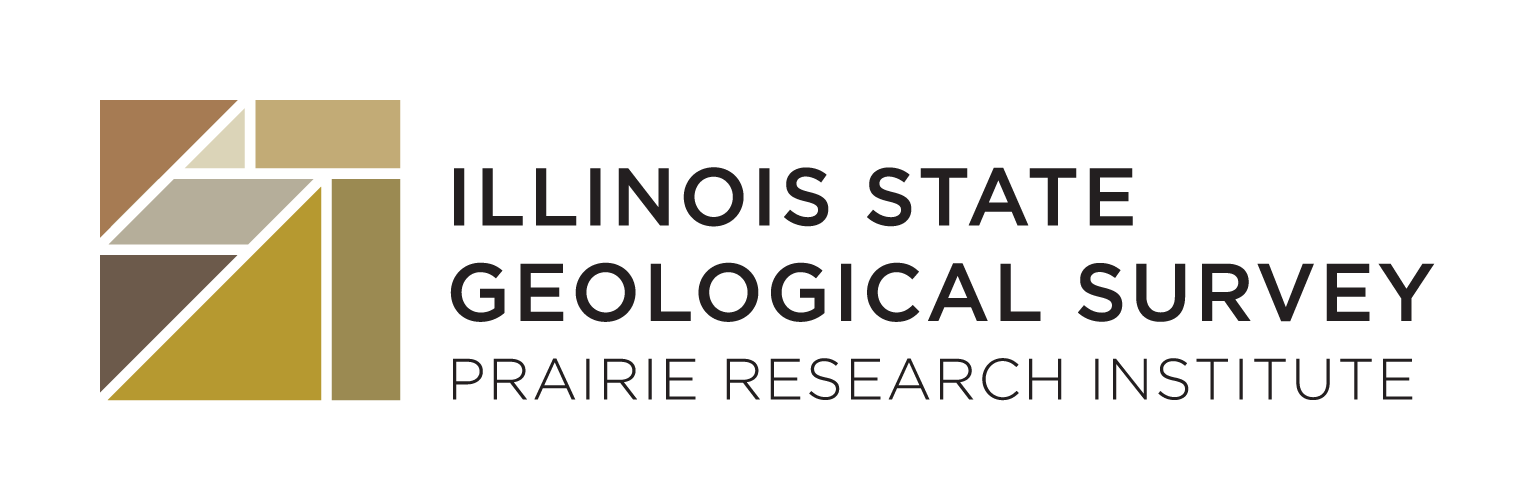 ILLINOIS STATE
GEOLOGICAL SURVEY
PRAIRIE RESEARCH INSTITUTE